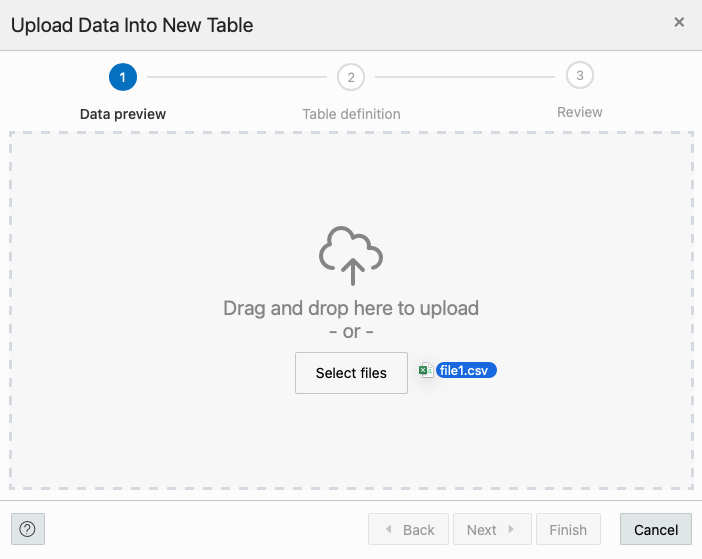 Upload Data Into New Table
1
2
3
Data preview
Table definition
Review
Drag and drop here to upload
- or -
Select files
file1.csv
?
Back
Next
Finish
Cancel